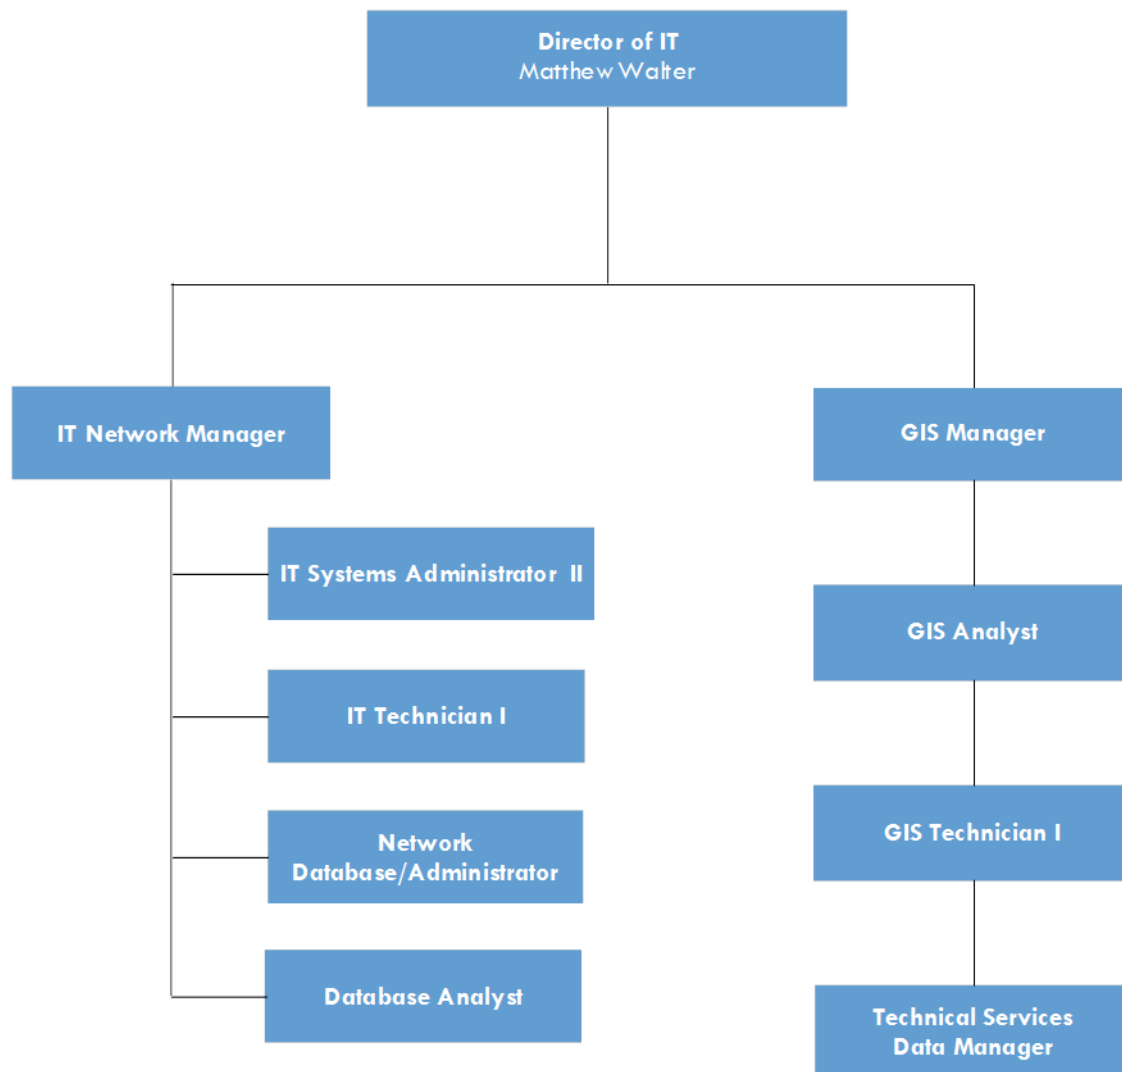 Director of IT
Matthew Walter
IT Network Manager
GIS Manager
IT Systems Administrator II
GIS Analyst
IT Technician I
Network
Database/Administrator
GIS Technician I
Database Analyst
Technical Services
Data Manager